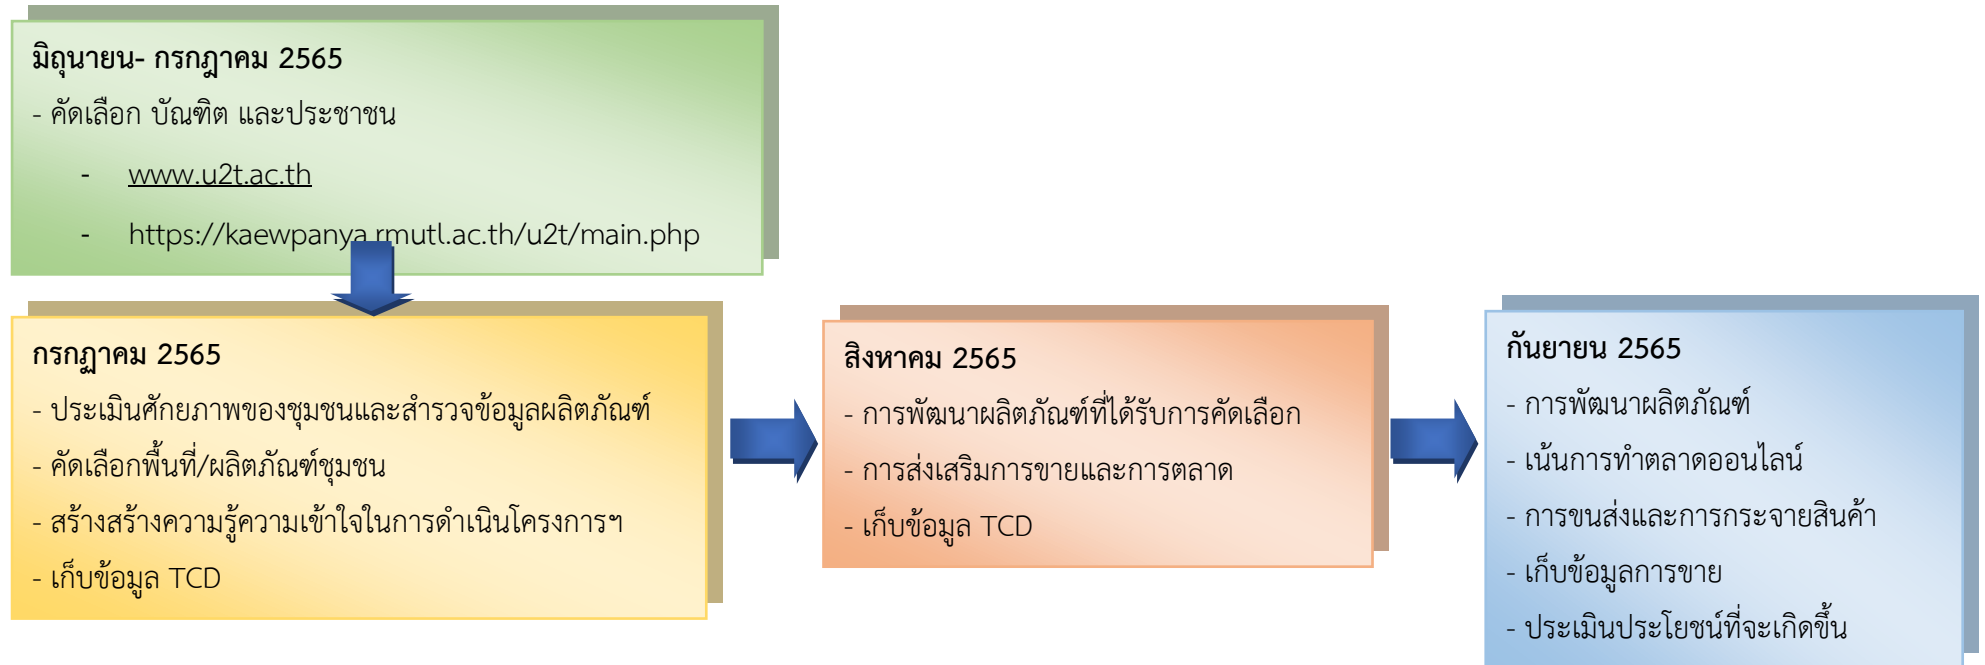 มิถุนายน- กรกฎาคม 2565
- คัดเลือก บัณฑิต และประชาชน
- www.u2t.ac.th
- https://kaewpanya.rmutl.ac.th/u2t/main.php
กรกฏาคม 2565
- ประเมินศักยภาพของชุมชนและสำรวจข้อมูลผลิตภัณฑ์
- คัดเลือกพื้นที่/ผลิตภัณฑ์ชุมชน
- สร้างสร้างความรู้ความเข้าใจในการดำเนินโครงการฯ
- เก็บข้อมูล TCD
สิงหาคม 2565
- การพัฒนาผลิตภัณฑ์ที่ได้รับการคัดเลือก
- การส่งเสริมการขายและการตลาด
- เก็บข้อมูล TCD
กันยายน 2565
- การพัฒนาผลิตภัณฑ์
- เน้นการทำตลาดออนไลน์
- การขนส่งและการกระจายสินค้า
- เก็บข้อมูลการขาย
- ประเมินประโยชน์ที่จะเกิดขึ้น